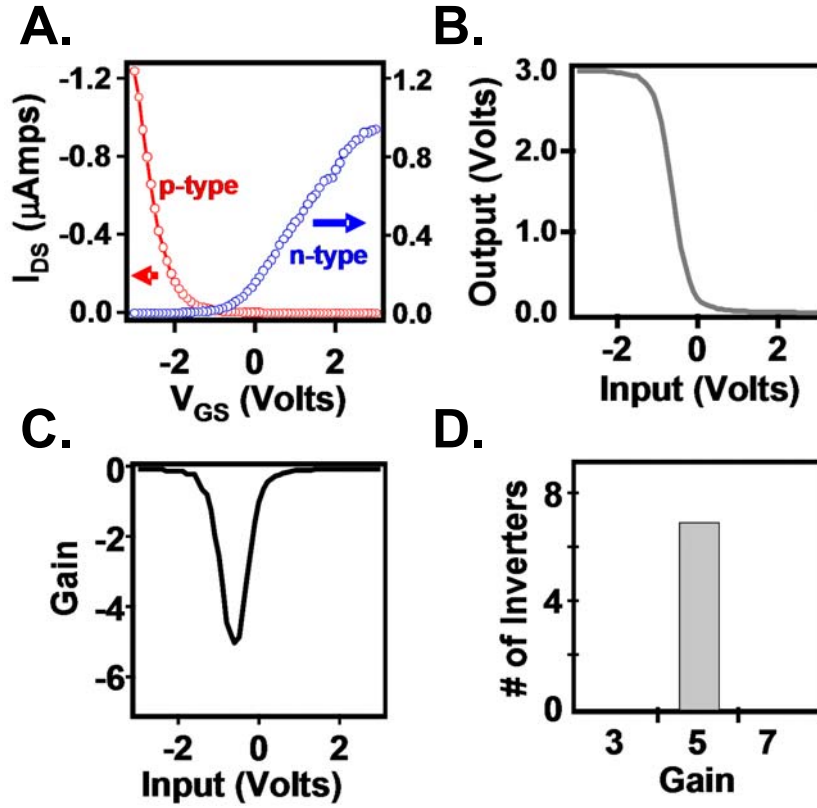 A.
-1.2
-0.8
-0.4
0.0
I_DS (μAmps)
p-type
n-type
1.2
0.8
0.4
0.0
-2 0 2
V_GS (Volts)
B.
3.0
2.0
1.0
0.0
Output (Volts)
-2 0 2
Input (Volts)
C.
0
-2
-4
-6
Gain
-2 0 2
Input (Volts)
D.
8
4
0
# of Inverters
3 5 7
Gain